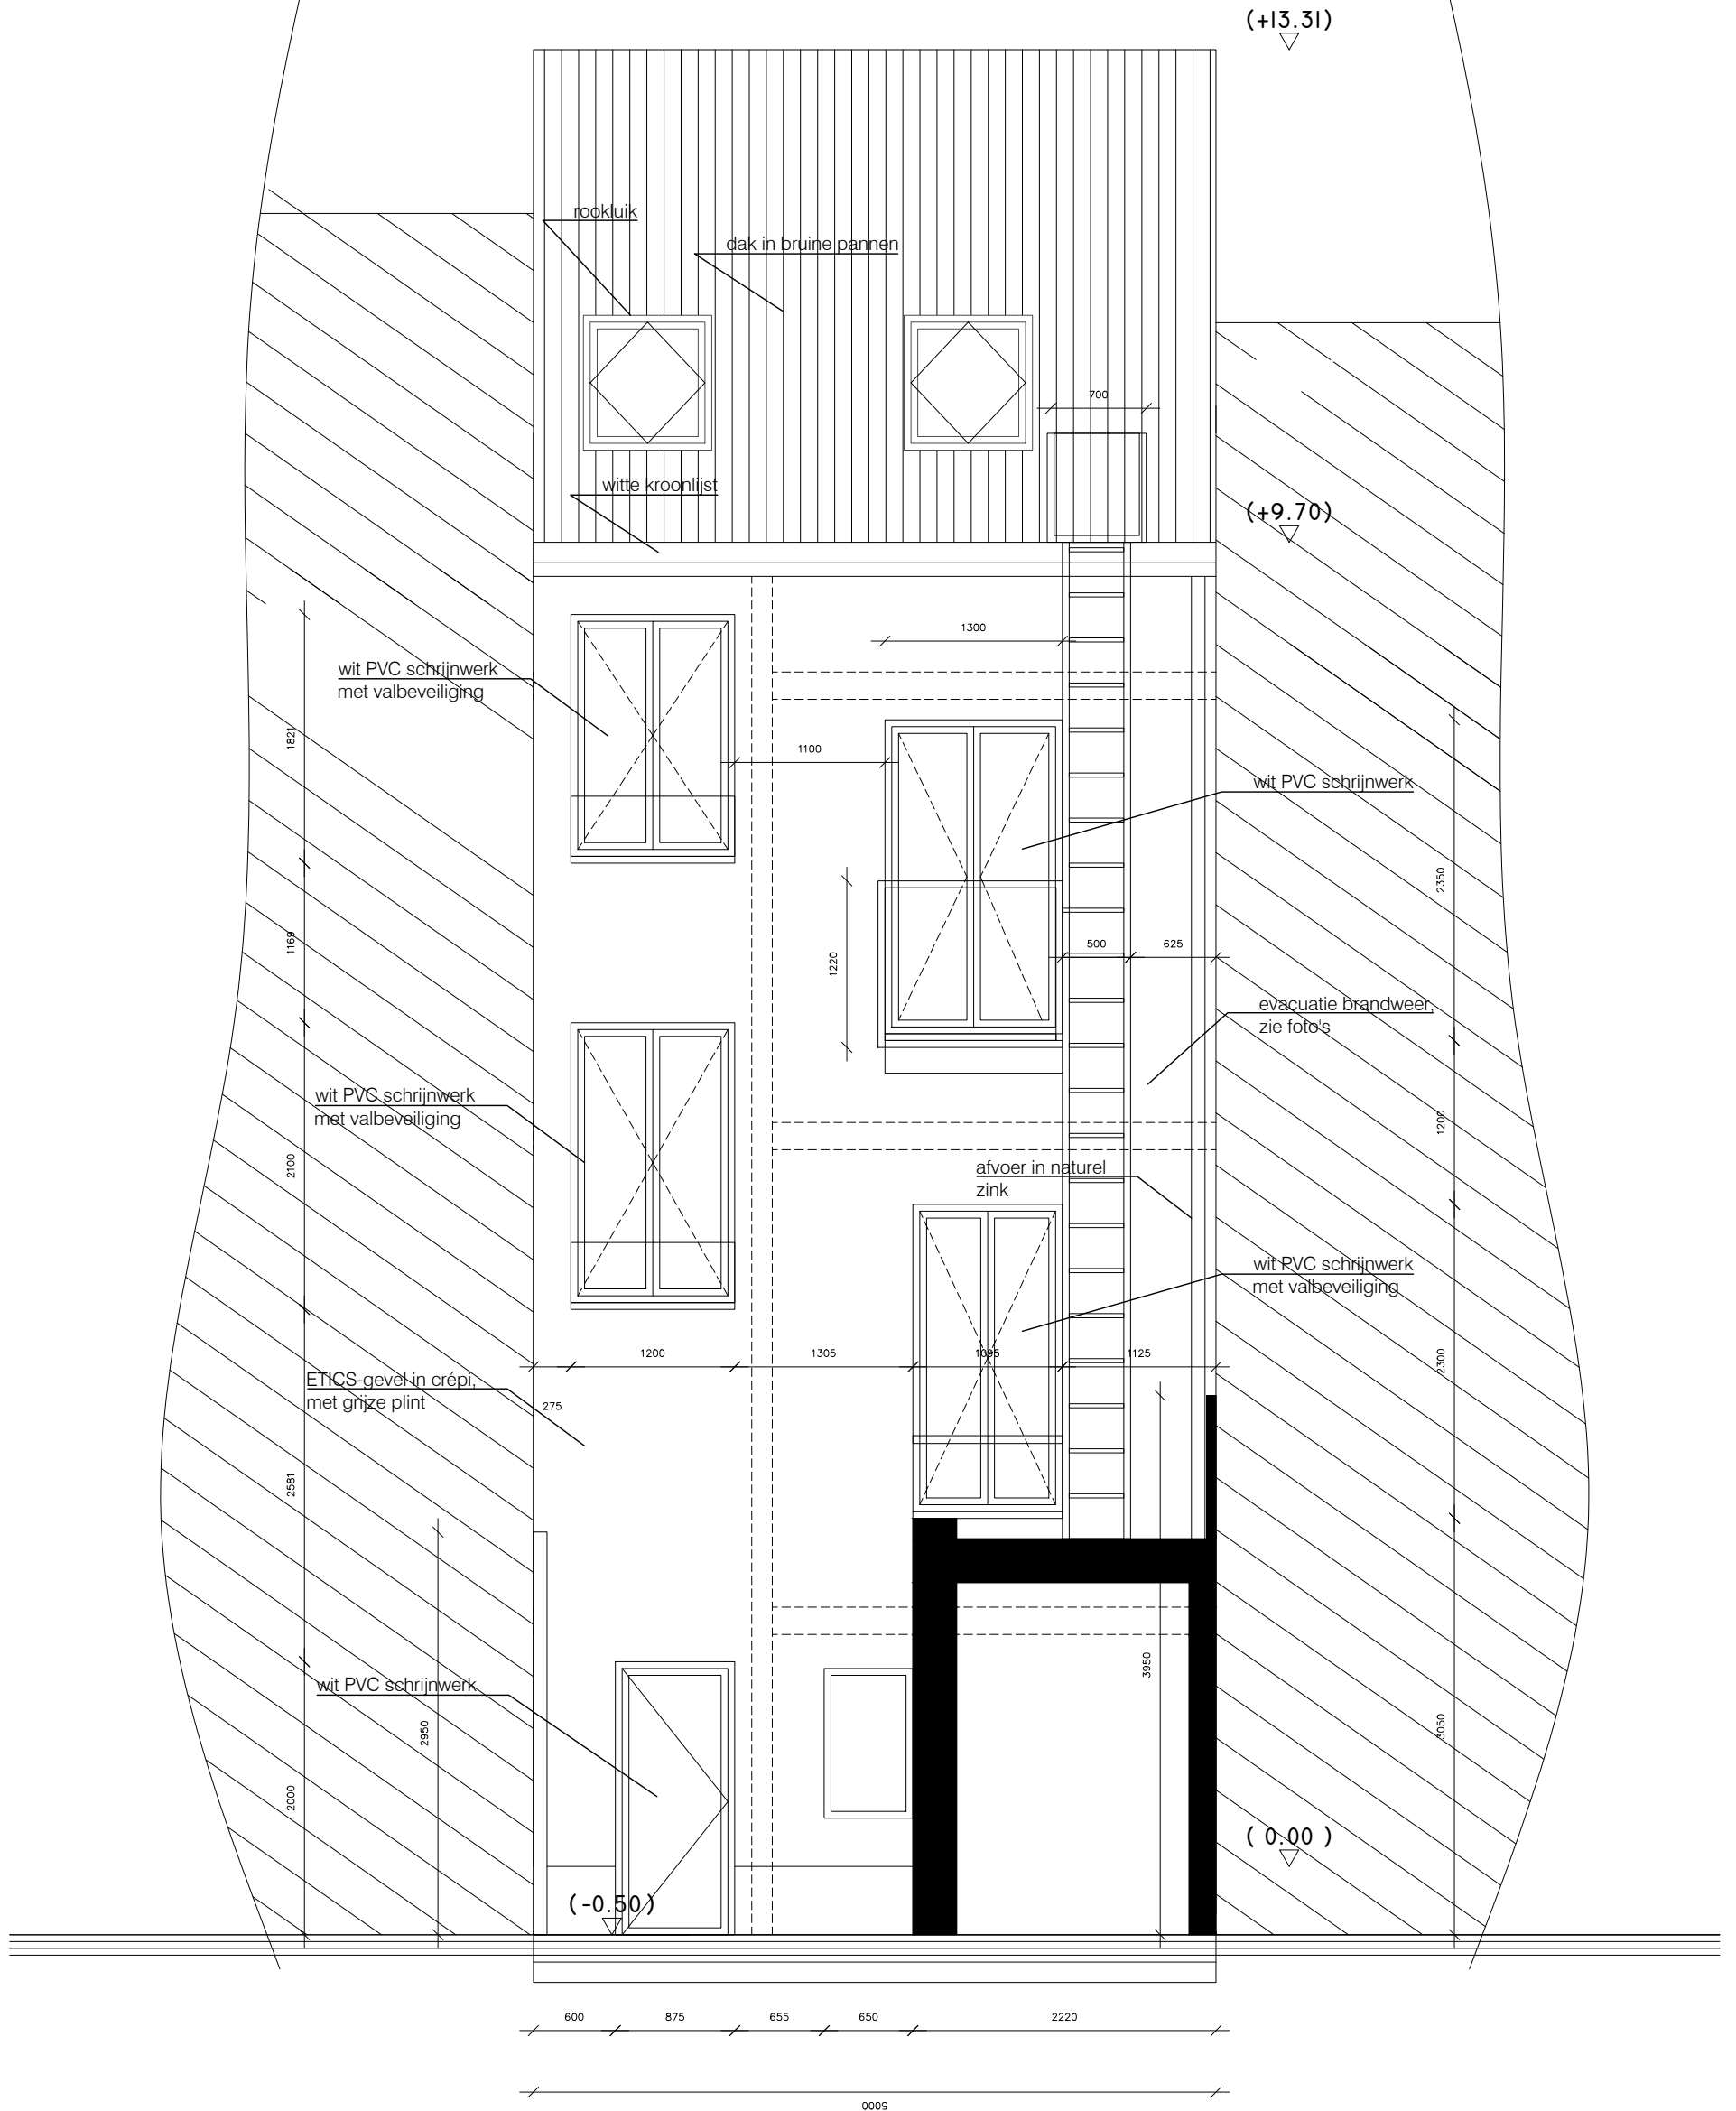 (+13.31)
rookluik
dak in bruine pannen
700
witte kroonlijst
(+9.70)
1300
wit PVC schrijnwerk
met valbeveiliging
1821
1100
wit PVC schrijnwerk
2350
1169
1220
500
625
evacuatie brandweer,
zie foto's
wit PVC schrijnwerk
met valbeveiliging
1200
2100
afvoer in naturel
zink
wit PVC schrijnwerk
met valbeveiliging
1200
1305
1095
1125
2300
ETICS-gevel in crépi,
met grijze plint
275
2581
wit PVC schrijnwerk
3950
2950
3050
2000
( 0.00 )
(-0.50)
600
875
655
650
2220
5000